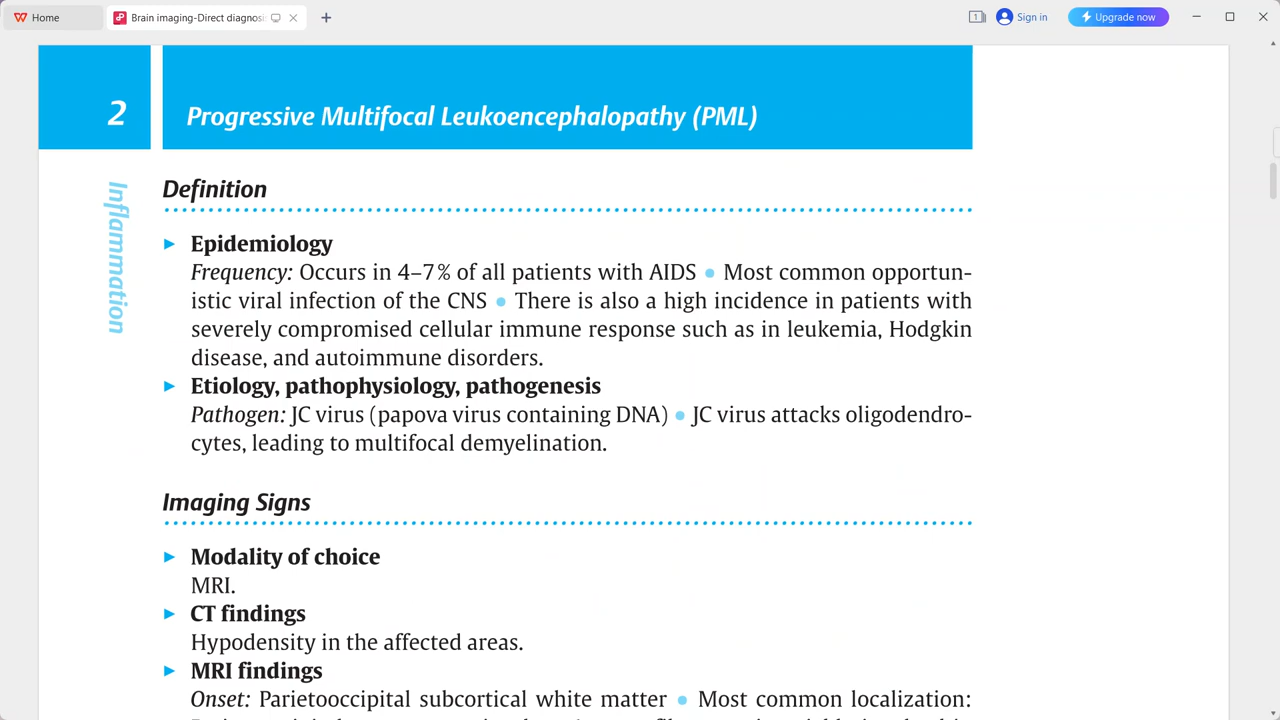 Home
Brain imaging-Direct diagnosi
1
Sign in
Upgrade now
2
Progressive Multifocal Leukoencephalopathy (PML)
Inflammation
Definition
Epidemiology
Frequency: Occurs in 4–7% of all patients with AIDS • Most common opportun-
istic viral infection of the CNS • There is also a high incidence in patients with
severely compromised cellular immune response such as in leukemia, Hodgkin
disease, and autoimmune disorders.
Etiology, pathophysiology, pathogenesis
Pathogen: JC virus (papova virus containing DNA) • JC virus attacks oligodendro-
cytes, leading to multifocal demyelination.
Imaging Signs
Modality of choice
MRI.
CT findings
Hypodensity in the affected areas.
MRI findings
Onset: Parietooccipital subcortical white matter • Most common localization: